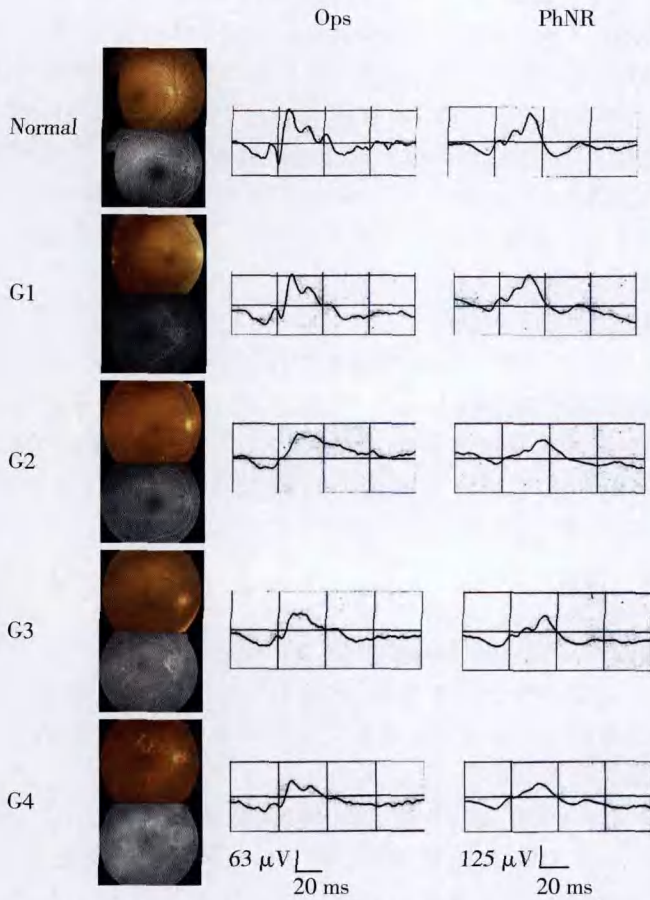 Ops PhNR
Normal
G1
G2
G3
G4
63 μV 125 μV
20 ms 20 ms